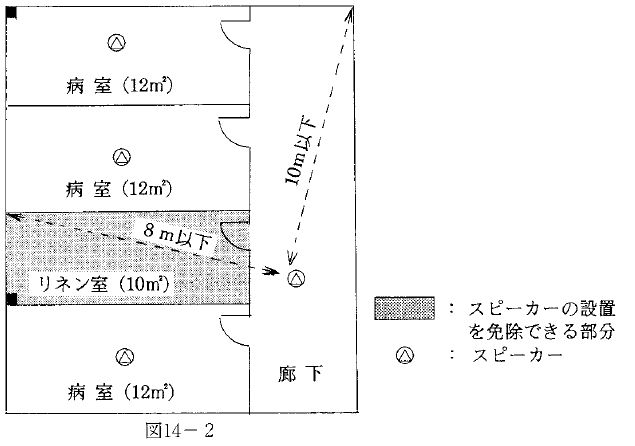 病 室 (12㎡)
10m以下
病 室 (12㎡)
8m以下
リネン室 (10㎡)
： スピーカーの設置
を免除できる部分
： スピーカー
病 室 (12㎡)
廊 下
図14－2